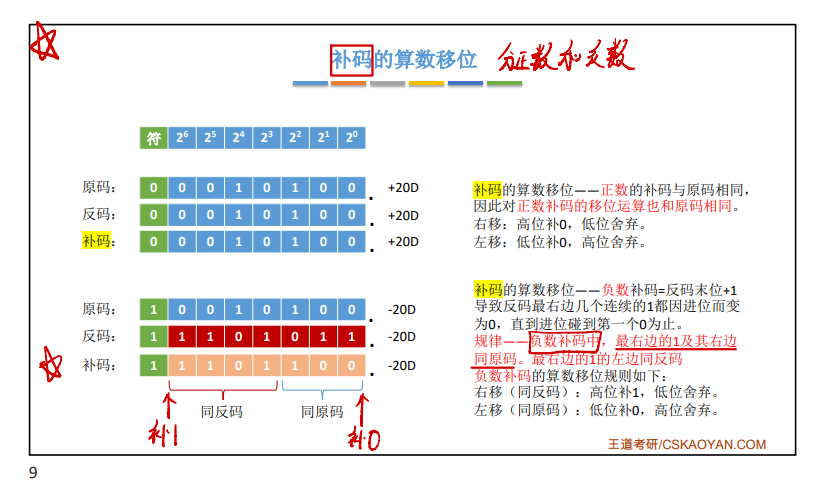 补码的算数移位 分正数和负数
符 2⁶ 2⁵ 2⁴ 2³ 2² 2¹ 2⁰
原码： 0 0 0 1 0 1 0 0 . +20D
反码： 0 0 0 1 0 1 0 0 . +20D
补码： 0 0 0 1 0 1 0 0 . +20D
补码的算数移位——正数的补码与原码相同，
因此对正数补码的移位运算也和原码相同。
右移：高位补0，低位舍弃。
左移：低位补0，高位舍弃。
原码： 1 0 0 1 0 1 0 0 . -20D
反码： 1 1 1 0 1 0 1 1 . -20D
补码： 1 1 1 0 1 1 0 0 . -20D
同反码 同原码
补1 补0
补码的算数移位——负数补码=反码末位+1
导致反码最右边几个连续的1都因进位而变
为0，直到进位碰到第一个0为止。
规律——负数补码中，最右边的1及其右边
同原码。最右边的1的左边同反码
负数补码的算数移位规则如下：
右移（同反码）：高位补1，低位舍弃。
左移（同原码）：低位补0，高位舍弃。
王道考研/CSKAOYAN.COM
9